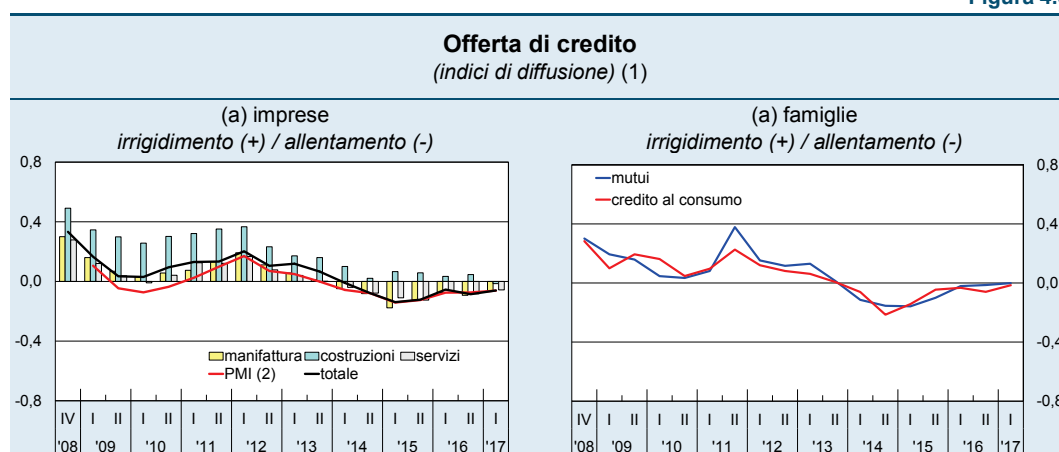 Figura 4.
Offerta di credito
(indici di diffusione) (1)
(a) imprese
irrigidimento (+) / allentamento (-)
0,8
0,4
0,0
-0,4
-0,8
manifattura costruzioni servizi
PMI (2) totale
IV I II I II I II I II I II I II I II I II I
'08 '09 '10 '11 '12 '13 '14 '15 '16 '17
(a) famiglie
irrigidimento (+) / allentamento (-)
mutui
credito al consumo
0,8
0,4
0,0
-0,4
-0,8
IV I II I II I II I II I II I II I II I II I
'08 '09 '10 '11 '12 '13 '14 '15 '16 '17